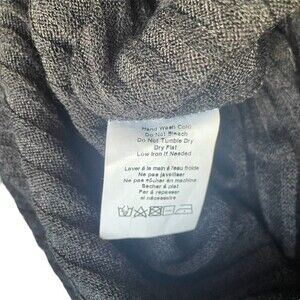 Hand Wash Cold
Do Not Bleach
Do Not Tumble Dry
Dry Flat
Low Iron If Needed
Laver à la main à l'eau froide
Ne pas javelliser
Ne pas sécher en machine
Sécher à plat
Fer à repasser
si nécessaire